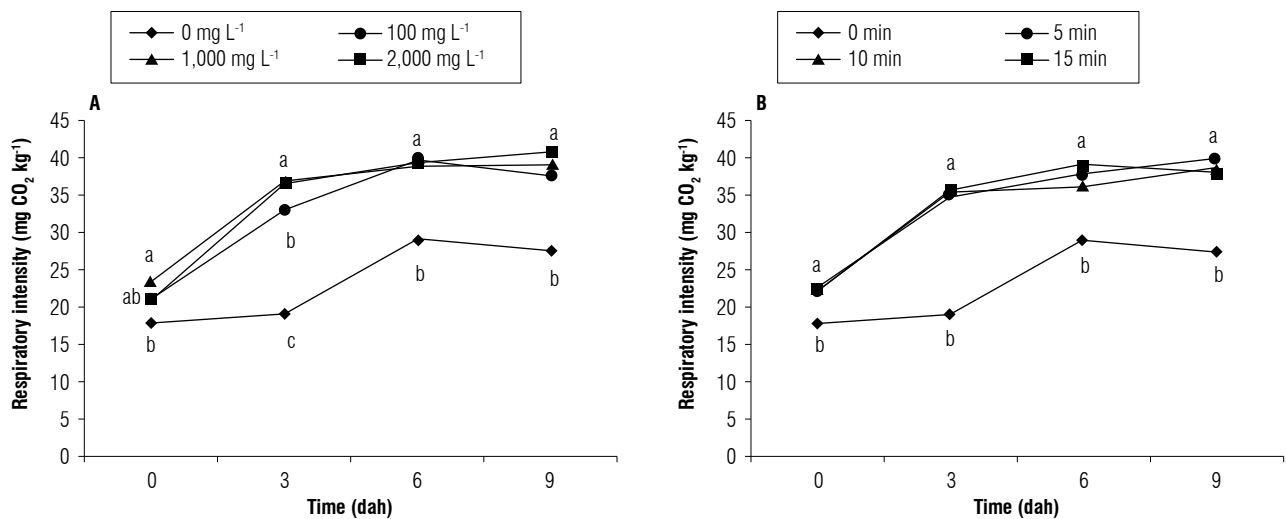 0 mg L⁻¹ 100 mg L⁻¹
1,000 mg L⁻¹ 2,000 mg L⁻¹
A
Respiratory intensity (mg CO₂ kg⁻¹)
45
40
35
30
25
20
15
10
5
0
a
ab
b
a
b
c
a
b
a
b
0 3 6 9
Time (dah)
0 min 5 min
10 min 15 min
B
Respiratory intensity (mg CO₂ kg⁻¹)
45
40
35
30
25
20
15
10
5
0
a
b
a
b
a
b
a
b
0 3 6 9
Time (dah)